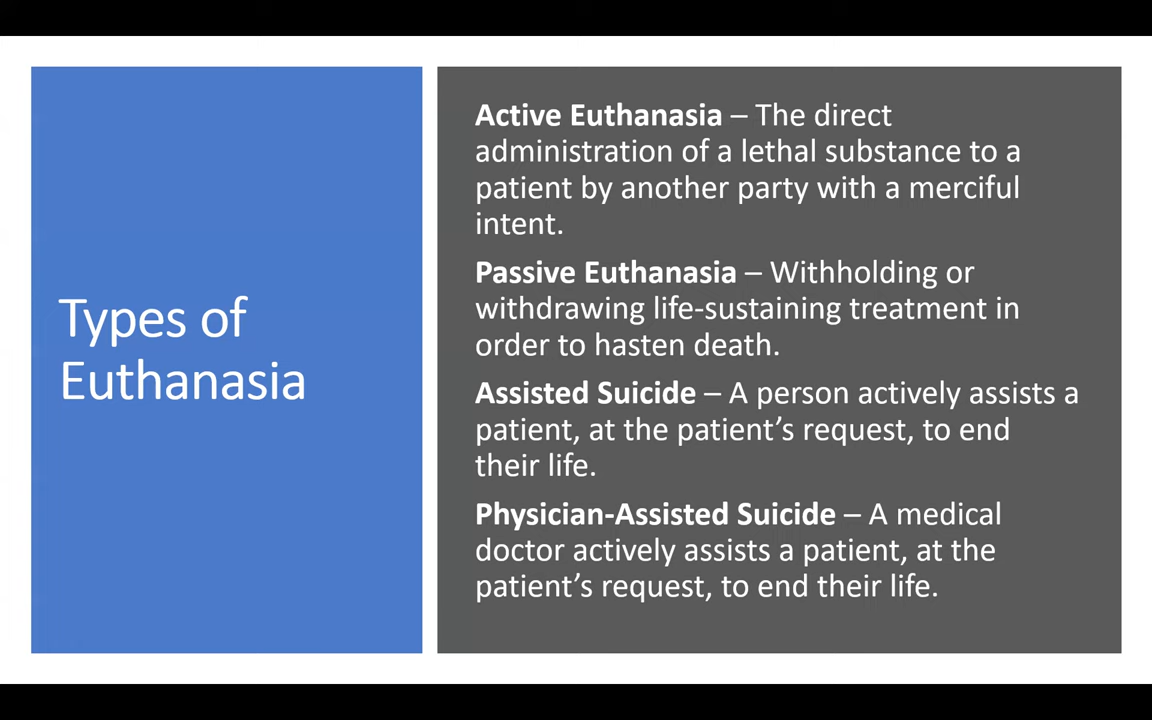 Types of
Euthanasia
Active Euthanasia – The direct
administration of a lethal substance to a
patient by another party with a merciful
intent.
Passive Euthanasia – Withholding or
withdrawing life-sustaining treatment in
order to hasten death.
Assisted Suicide – A person actively assists a
patient, at the patient’s request, to end
their life.
Physician-Assisted Suicide – A medical
doctor actively assists a patient, at the
patient’s request, to end their life.